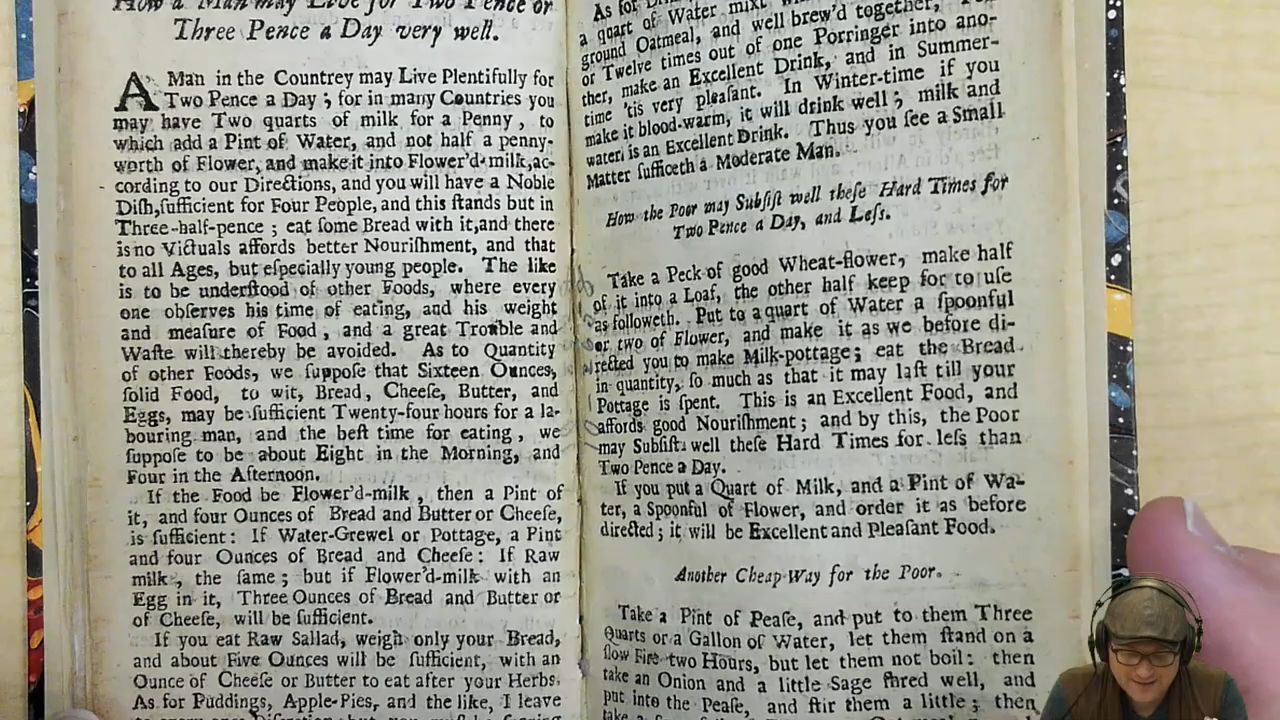 How a Man may Live for Two Pence or
Three Pence a Day very well.
A Man in the Countrey may Live Plentifully for
Two Pence a Day ; for in many Countries you
may have Two quarts of milk for a Penny , to
which add a Pint of Water, and not half a penny-
worth of Flower, and make it into Flower'd-milk,ac-
cording to our Directions, and you will have a Noble
Diſh,ſufficient for Four People, and this ſtands but in
Three-half-pence ; eat ſome Bread with it,and there
is no Victuals affords better Nouriſhment, and that
to all Ages, but eſpecially young people. The like
is to be underſtood of other Foods, where every
one obſerves his time of eating, and his weight
and meaſure of Food , and a great Trouble and
Waſte will thereby be avoided. As to Quantity
of other Foods, we ſuppoſe that Sixteen Ounces,
ſolid Food, to wit, Bread, Cheeſe, Butter, and
Eggs, may be ſufficient Twenty-four hours for a la-
bouring man, and the beſt time for eating , we
ſuppoſe to be about Eight in the Morning, and
Four in the Afternoon.
If the Food be Flower'd-milk , then a Pint of
it, and four Ounces of Bread and Butter or Cheeſe,
is ſufficient : If Water-Grewel or Pottage, a Pint
and four Ounces of Bread and Cheeſe : If Raw
milk , the ſame ; but if Flower'd-milk with an
Egg in it, Three Ounces of Bread and Butter or
of Cheeſe, will be ſufficient.
If you eat Raw Sallad, weigh only your Bread,
and about Five Ounces will be ſufficient, with an
Ounce of Cheeſe or Butter to eat after your Herbs.
As for Puddings, Apple-Pies, and the like, I leave
As for
a quart of Water mixt
ground Oatmeal, and well brew'd together,
or Twelve times out of one Porringer into ano-
ther, make an Excellent Drink, and in Summer-
time 'tis very pleaſant. In Winter-time if you
make it blood-warm, it will drink well ; milk and
water is an Excellent Drink. Thus you ſee a Small
Matter ſufficeth a Moderate Man.
How the Poor may Subſiſt well theſe Hard Times for
Two Pence a Day, and Leſs.
Take a Peck of good Wheat-flower, make half
of it into a Loaf, the other half keep for to uſe
as followeth. Put to a quart of Water a ſpoonful
or two of Flower, and make it as we before di-
rected you to make Milk-pottage ; eat the Bread
in quantity, ſo much as that it may laſt till your
Pottage is ſpent. This is an Excellent Food, and
affords good Nouriſhment ; and by this, the Poor
may Subſiſt well theſe Hard Times for leſs than
Two Pence a Day.
If you put a Quart of Milk, and a Pint of Wa-
ter, a Spoonful of Flower, and order it as before
directed ; it will be Excellent and Pleaſant Food.
Another Cheap Way for the Poor.
Take a Pint of Peaſe, and put to them Three
Quarts or a Gallon of Water, let them ſtand on a
ſlow Fire two Hours, but let them not boil : then
take an Onion and a little Sage ſhred well, and
put into the Peaſe, and ſtir them a little ; then